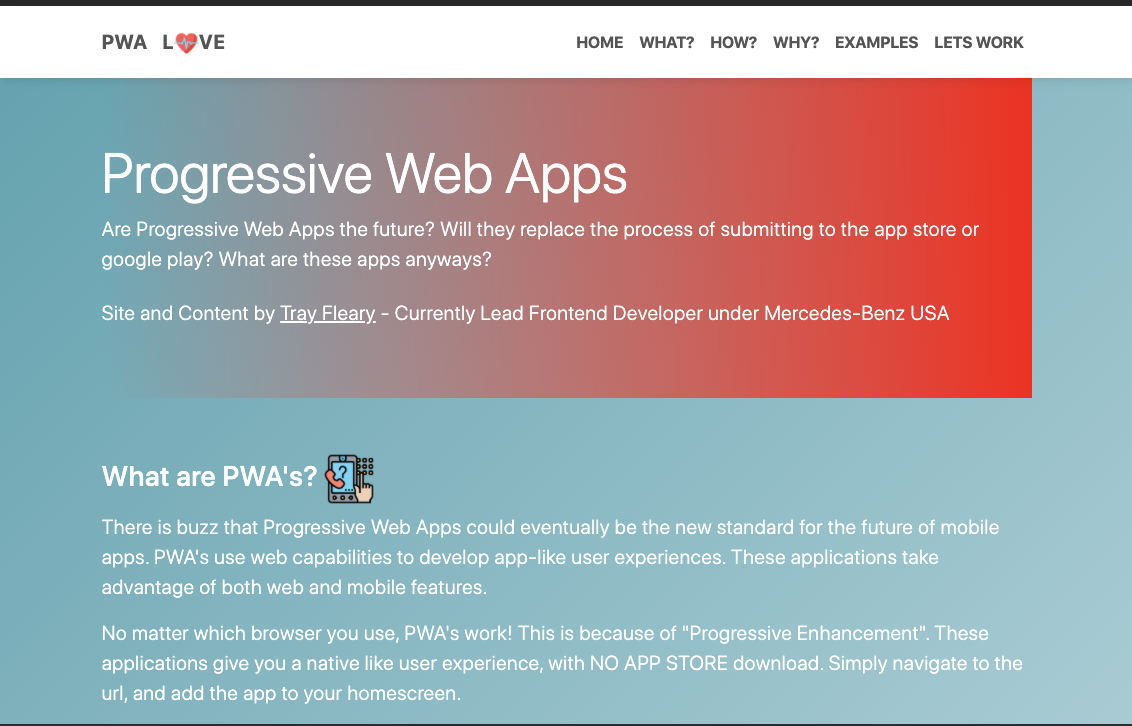 PWA L❤VE
HOME WHAT? HOW? WHY? EXAMPLES LETS WORK
Progressive Web Apps
Are Progressive Web Apps the future? Will they replace the process of submitting to the app store or
google play? What are these apps anyways?
Site and Content by Tray Fleary - Currently Lead Frontend Developer under Mercedes-Benz USA
What are PWA's?
There is buzz that Progressive Web Apps could eventually be the new standard for the future of mobile
apps. PWA's use web capabilities to develop app-like user experiences. These applications take
advantage of both web and mobile features.
No matter which browser you use, PWA's work! This is because of "Progressive Enhancement". These
applications give you a native like user experience, with NO APP STORE download. Simply navigate to the
url, and add the app to your homescreen.